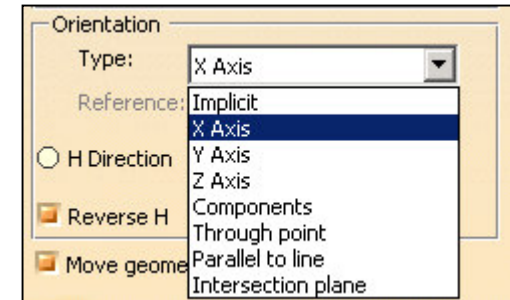 Orientation
Type: X Axis
Reference: Implicit
X Axis
H Direction Y Axis
Z Axis
Reverse H Components
Through point
Move geome Parallel to line
Intersection plane